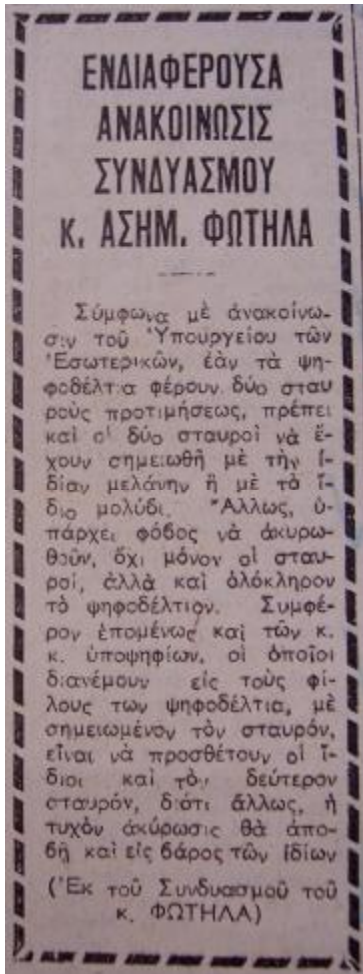 ΕΝΔΙΑΦΕΡΟΥΣΑ
ΑΝΑΚΟΙΝΩΣΙΣ
ΣΥΝΔΥΑΣΜΟΥ
κ. ΑΣΗΜ. ΦΩΤΗΛΑ
Σύμφωνα μὲ ἀνακοίνω-
σιν τοῦ Ὑπουργείου τῶν
Ἐσωτερικῶν, ἐὰν τὰ ψη-
φοδέλτια φέρουν δύο σταυ
ροὺς προτιμήσεως, πρέπει
καὶ οἱ δύο σταυροὶ νὰ ἔ-
χουν σημειωθῆ μὲ τὴν ἰ-
δίαν μελάνην ἢ μὲ τὸ ἴ-
διο μολύβι. Ἄλλως, ὑ-
πάρχει φόβος νὰ ἀκυρω-
θοῦν, ὄχι μόνον οἱ σταυ-
ροί, ἀλλὰ καὶ ὁλόκληρον
τὸ ψηφοδέλτιον. Συμφέ-
ρον ἑπομένως καὶ τῶν κ.
κ. ὑποψηφίων, οἱ ὁποῖοι
διανέμουν εἰς τοὺς φί-
λους των ψηφοδέλτια, μὲ
σημειωμένον τὸν σταυρόν,
εἶναι νὰ προσθέτουν οἱ ἴ-
διοι καὶ τὸν δεύτερον
σταυρόν, διότι ἄλλως, ἡ
τυχὸν ἀκύρωσις θὰ ἀπο-
βῆ καὶ εἰς βάρος τῶν ἰδίων
(Ἐκ τοῦ Συνδυασμοῦ τοῦ
κ. ΦΩΤΗΛΑ)